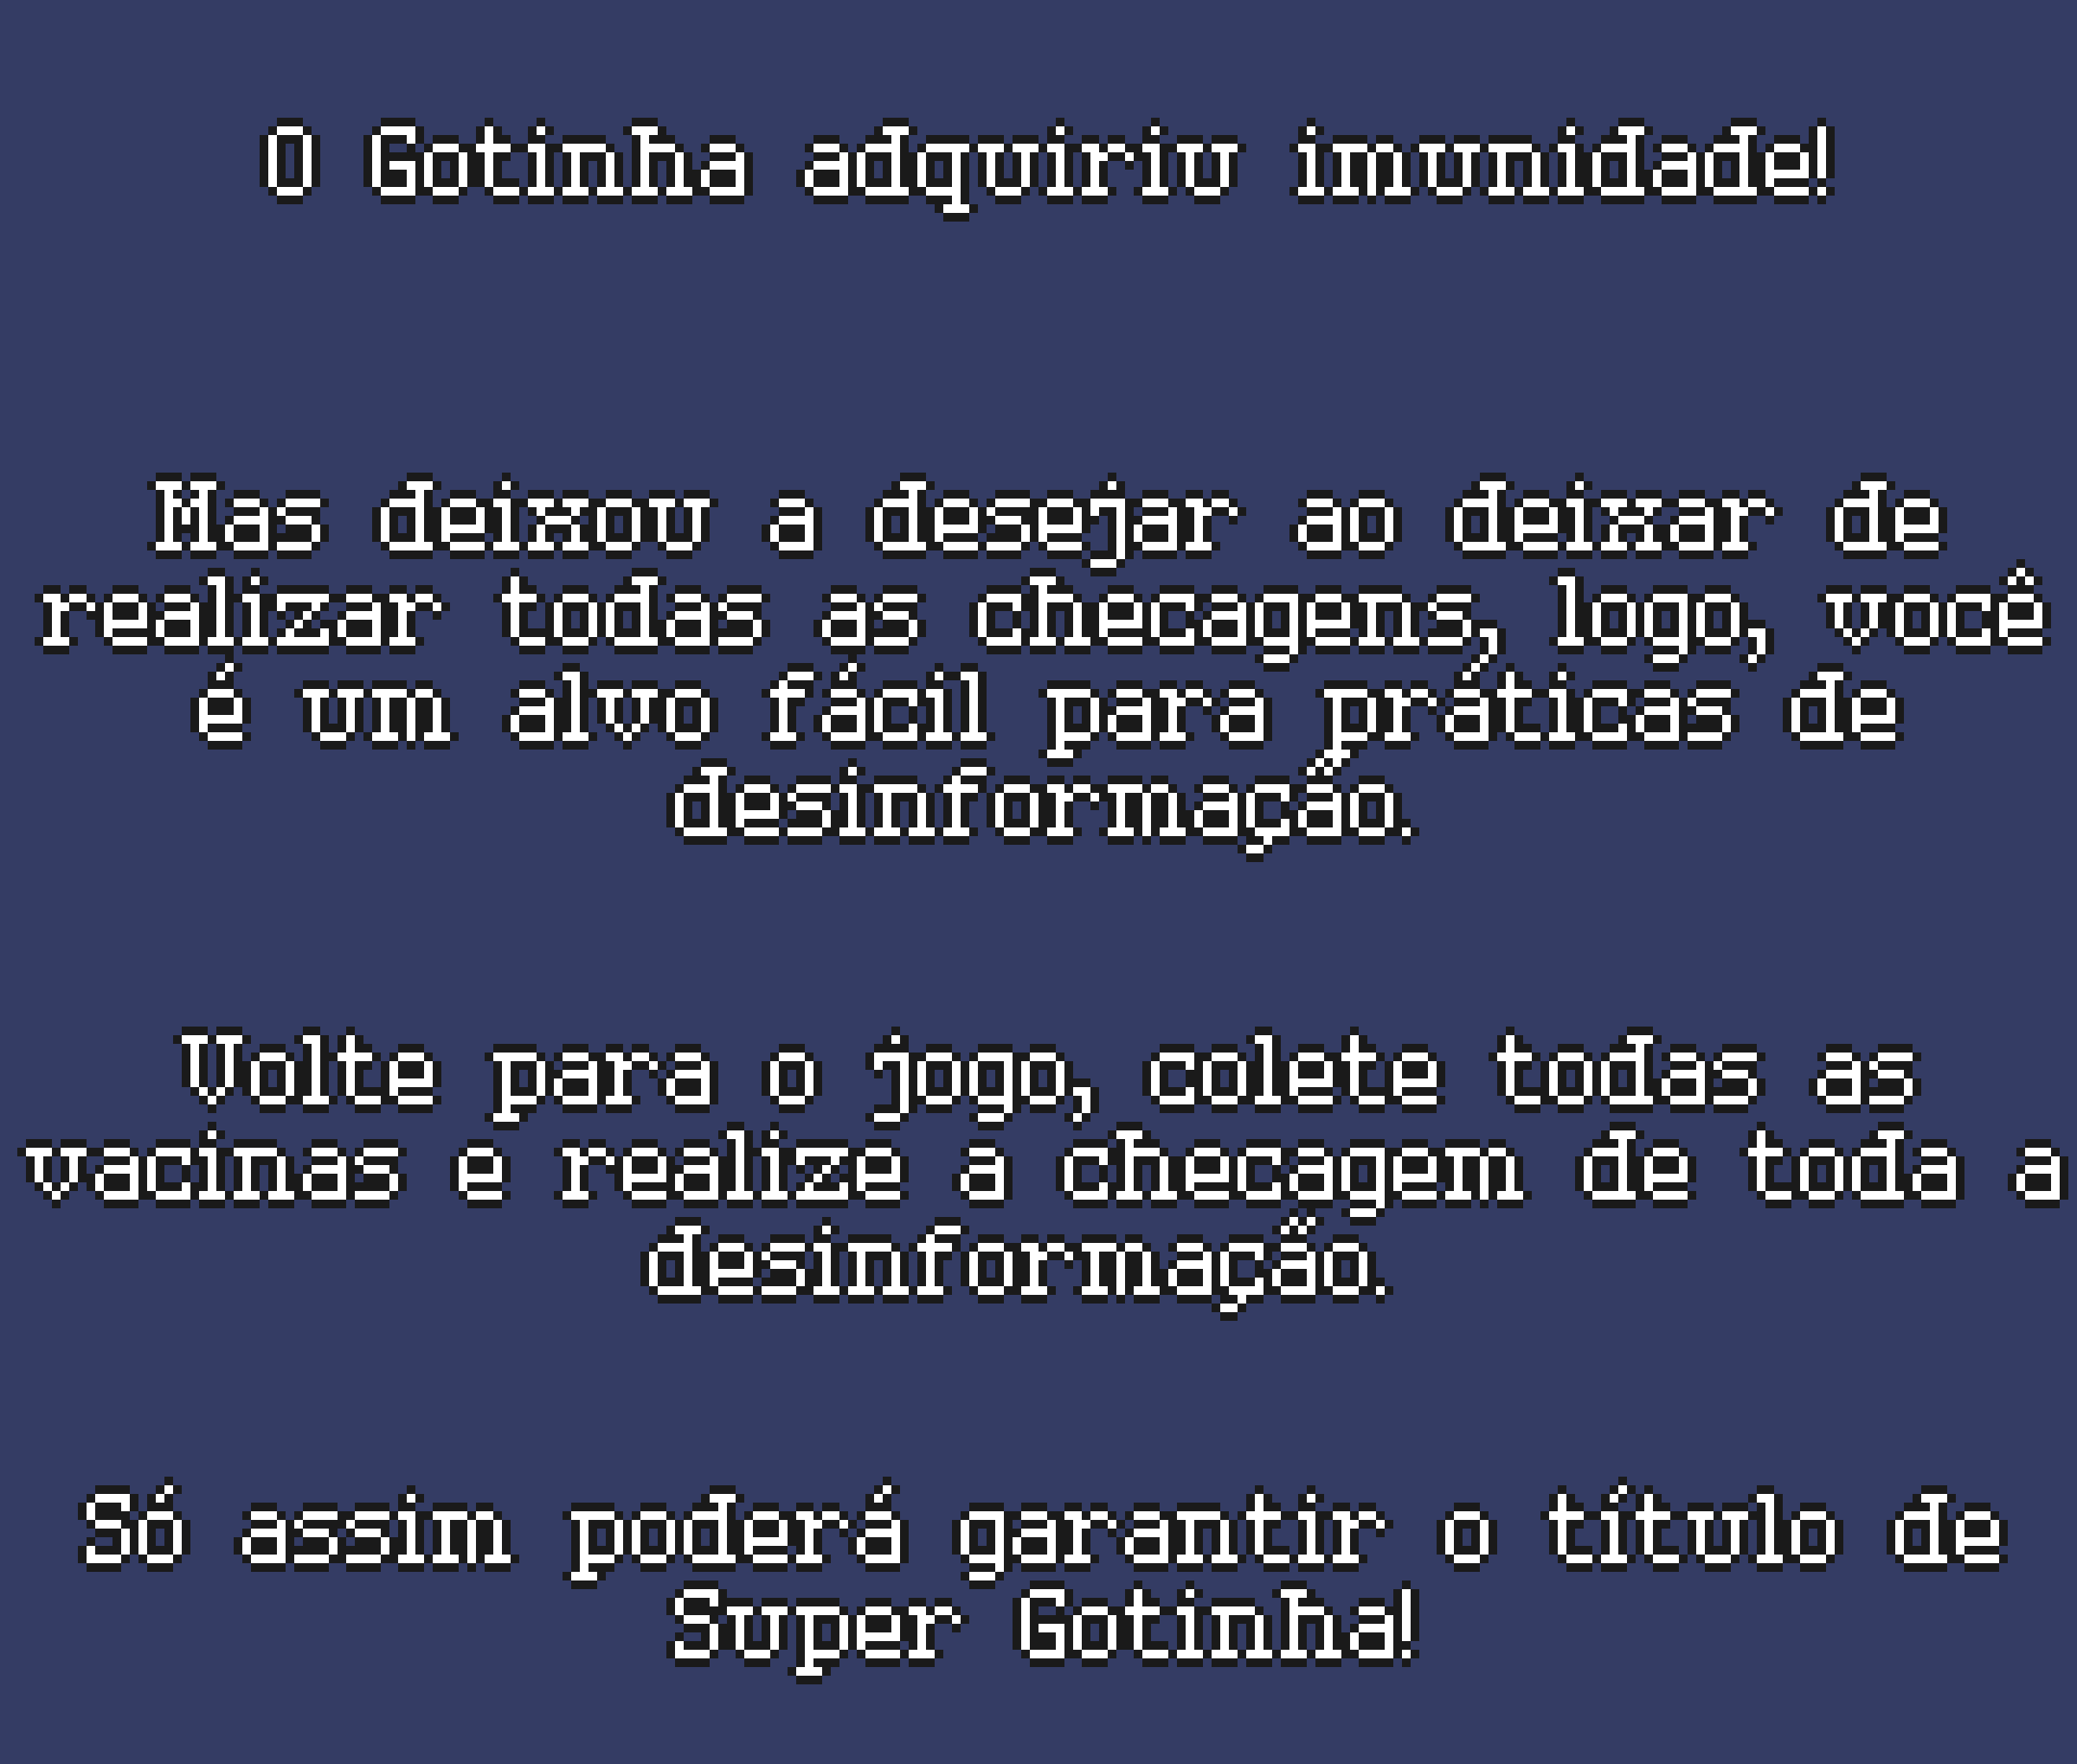 O Gotinha adquiriu imunidade!
Mas deixou a desejar ao deixar de
realizar todas as checagens, logo, você
é um alvo fácil para práticas de
desinformação.
Volte para o jogo, colete todas as
vacinas e realize a checagem de toda a
desinformação.
Só assim poderá garantir o título de
Super Gotinha!